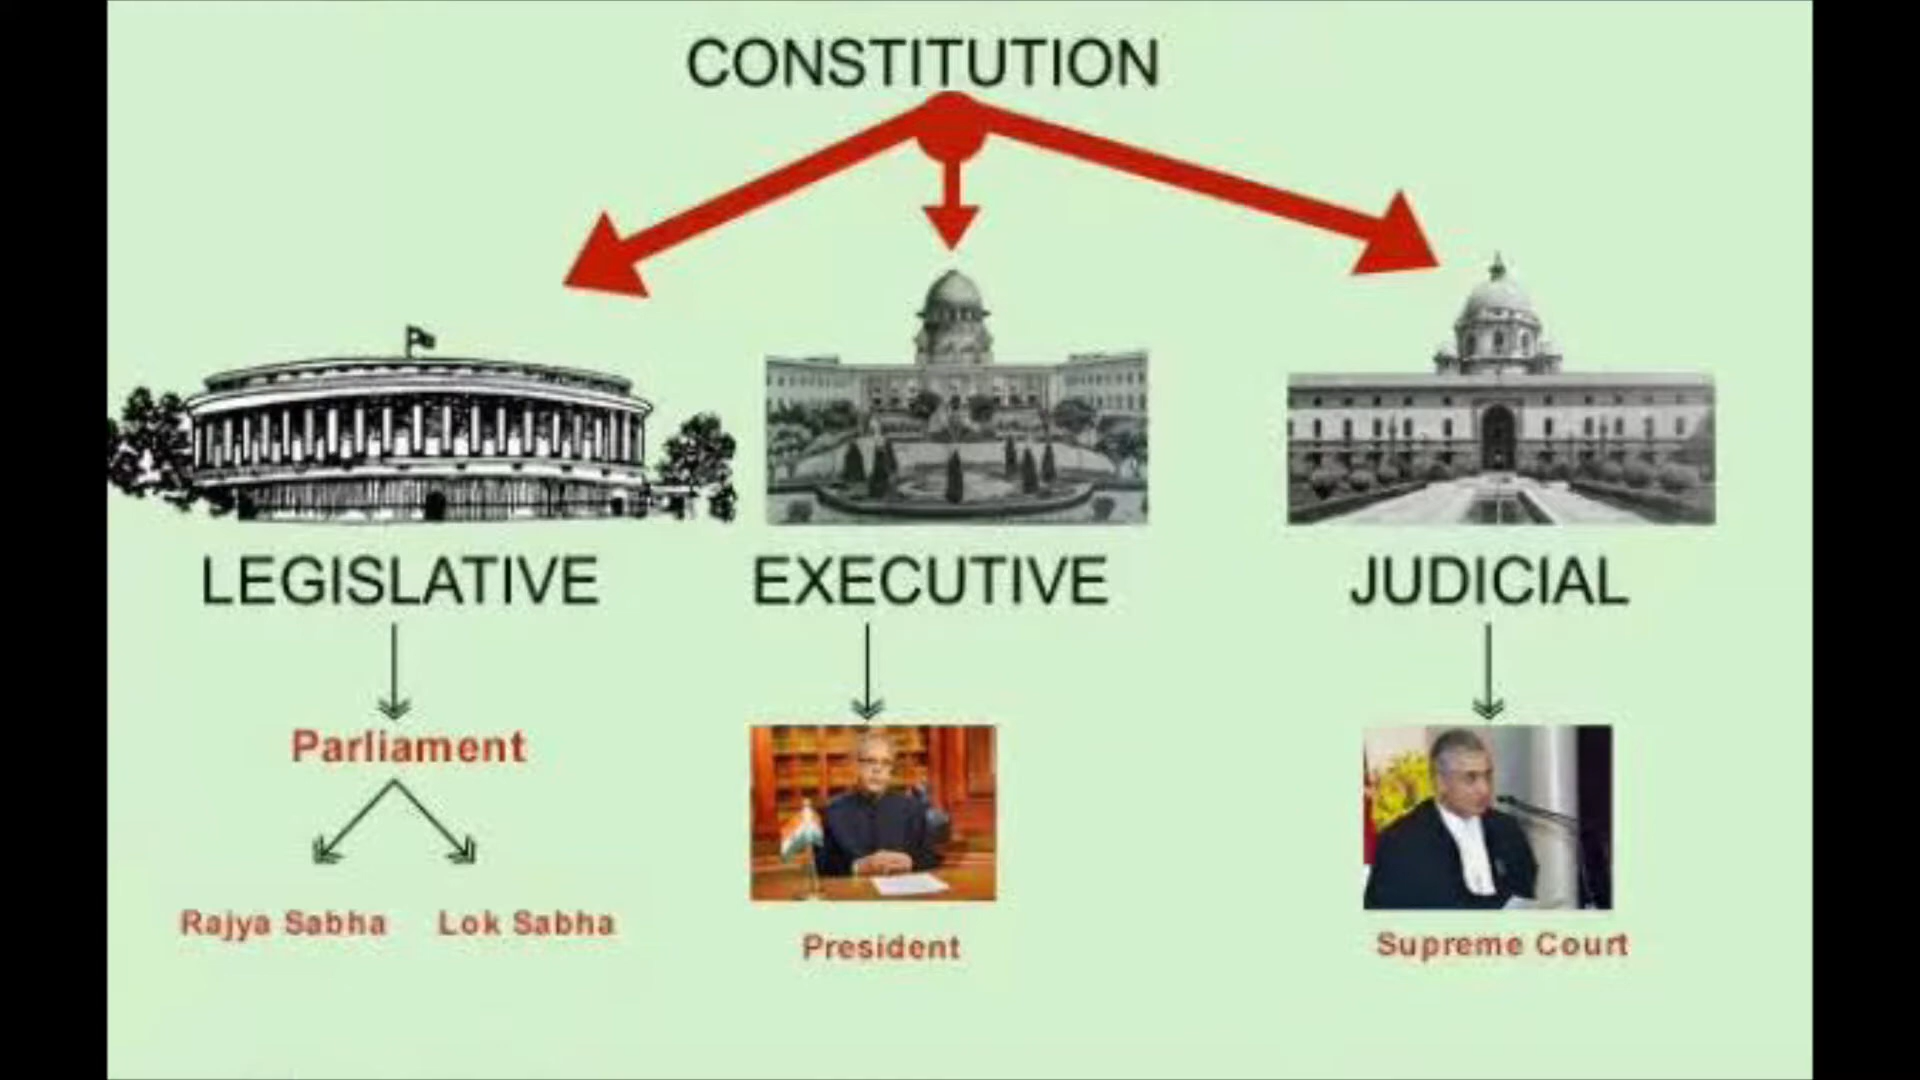 CONSTITUTION
LEGISLATIVE
EXECUTIVE
JUDICIAL
Parliament
Rajya Sabha
Lok Sabha
President
Supreme Court